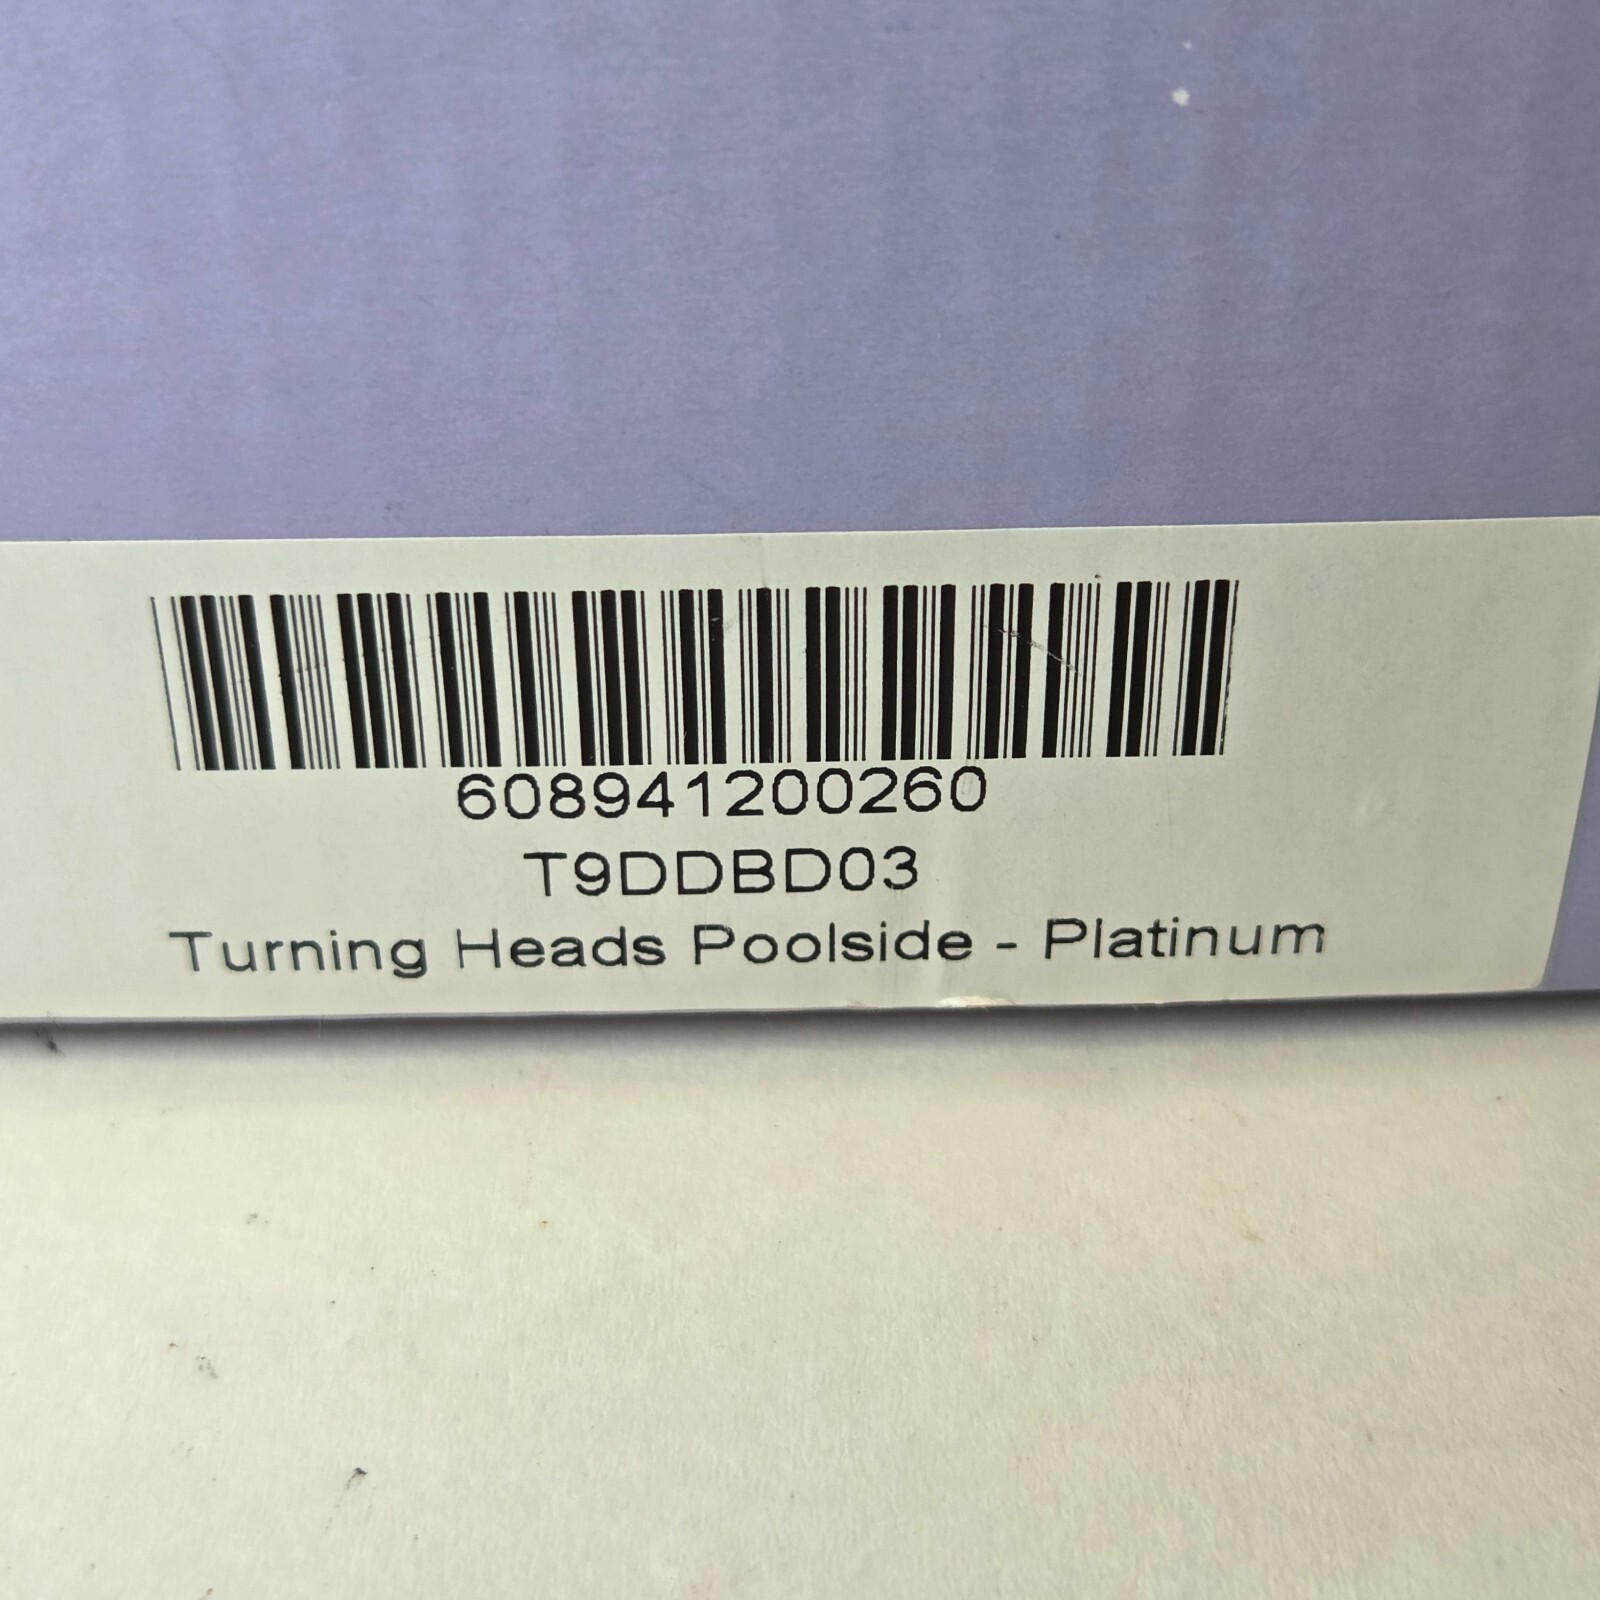 608941200260
T9DDBD03
Turning Heads Poolside - Platinum